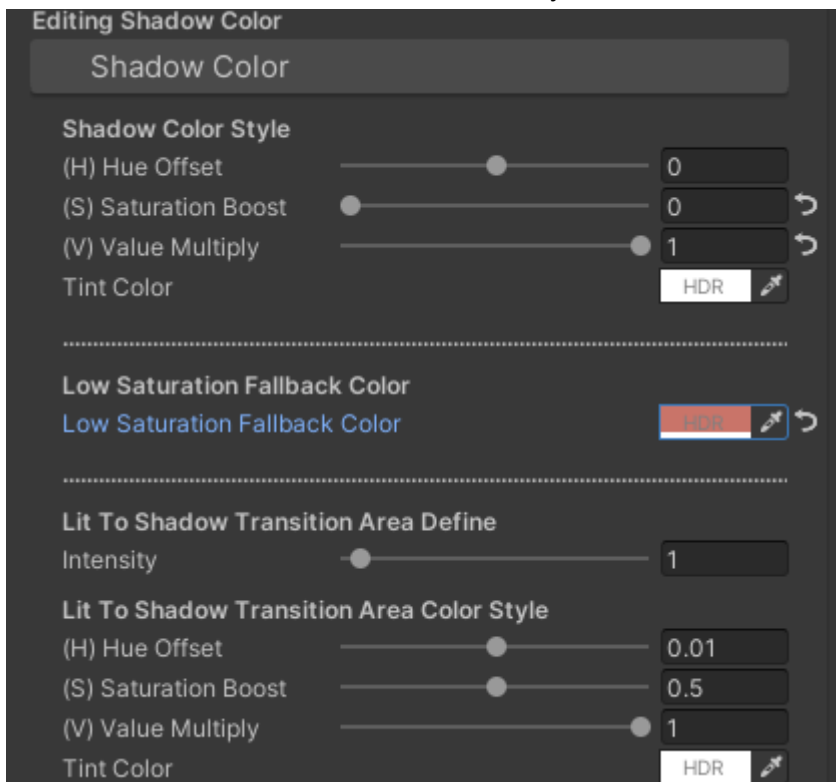 Editing Shadow Color
Shadow Color
Shadow Color Style
(H) Hue Offset 0
(S) Saturation Boost 0
(V) Value Multiply 1
Tint Color HDR
Low Saturation Fallback Color
Low Saturation Fallback Color HDR
Lit To Shadow Transition Area Define
Intensity 1
Lit To Shadow Transition Area Color Style
(H) Hue Offset 0.01
(S) Saturation Boost 0.5
(V) Value Multiply 1
Tint Color HDR